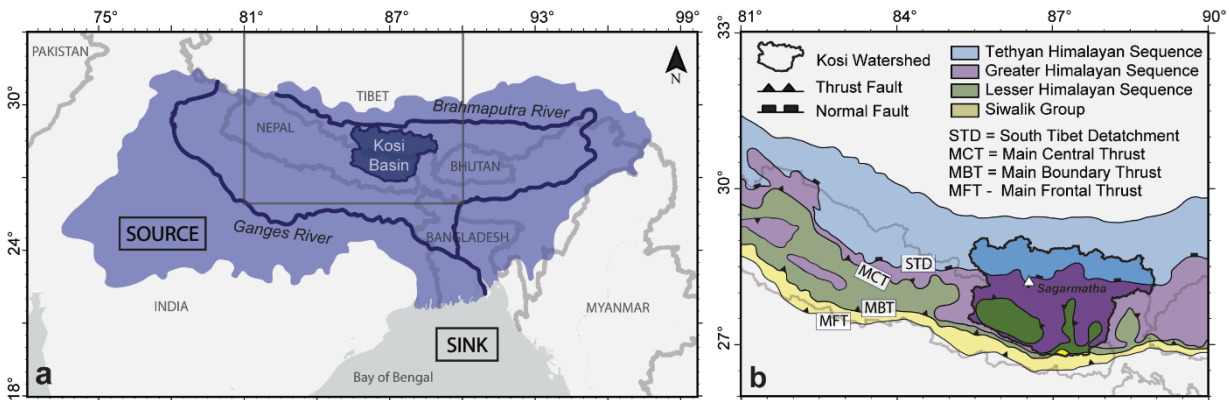 75°
81°
87°
93°
99°
PAKISTAN
30°
TIBET
N
Brahmaputra River
NEPAL
Kosi
Basin
BHUTAN
SOURCE
Ganges River
BANGLADESH
24°
INDIA
MYANMAR
SINK
Bay of Bengal
a
18°
81°
84°
87°
90°
33°
Kosi Watershed
Thrust Fault
Normal Fault
Tethyan Himalayan Sequence
Greater Himalayan Sequence
Lesser Himalayan Sequence
Siwalik Group
STD = South Tibet Detatchment
MCT = Main Central Thrust
MBT = Main Boundary Thrust
MFT - Main Frontal Thrust
30°
STD
MCT
Sagarmatha
MBT
MFT
27°
b